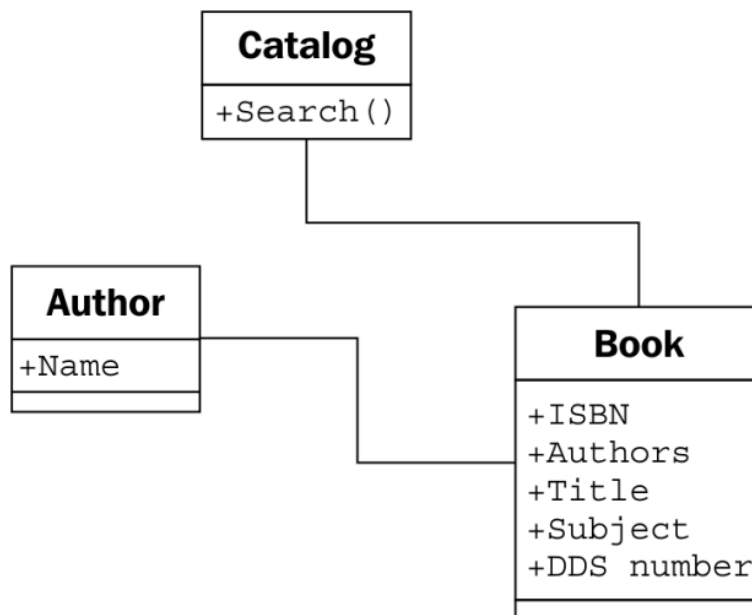 Catalog
+Search()
Author
+Name
Book
+ISBN
+Authors
+Title
+Subject
+DDS number